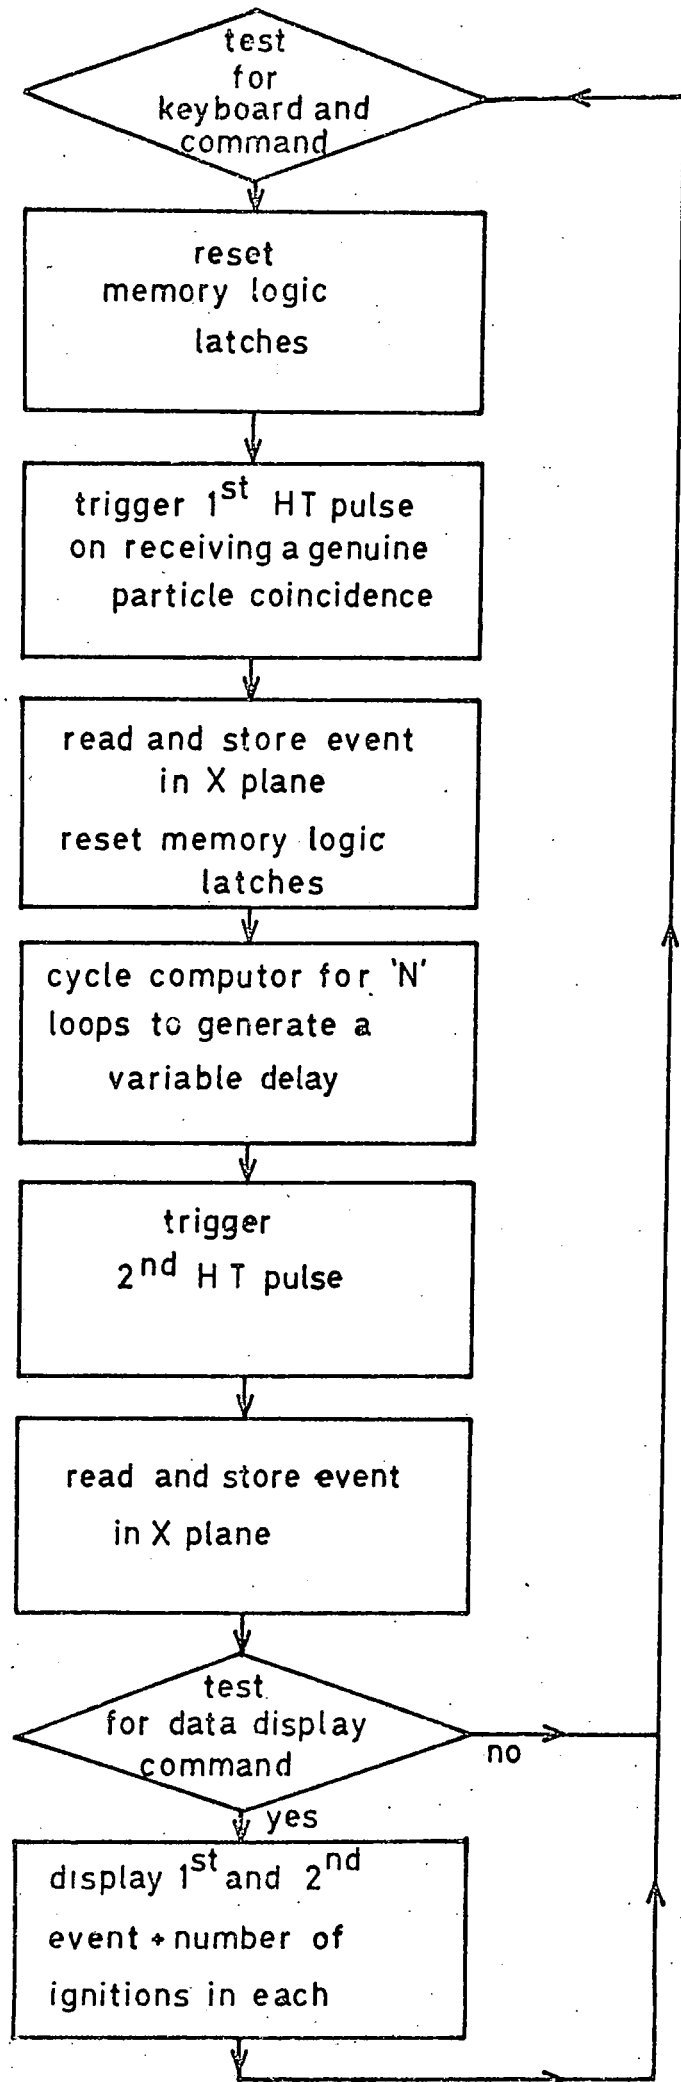 test
for
keyboard and
command
reset
memory logic
latches
trigger 1st HT pulse
on receiving a genuine
particle coincidence
read and store event
in X plane
reset memory logic
latches
cycle computor for 'N'
loops to generate a
variable delay
trigger
2nd HT pulse
read and store event
in X plane
test
for data display
command
no
yes
display 1st and 2nd
event + number of
ignitions in each